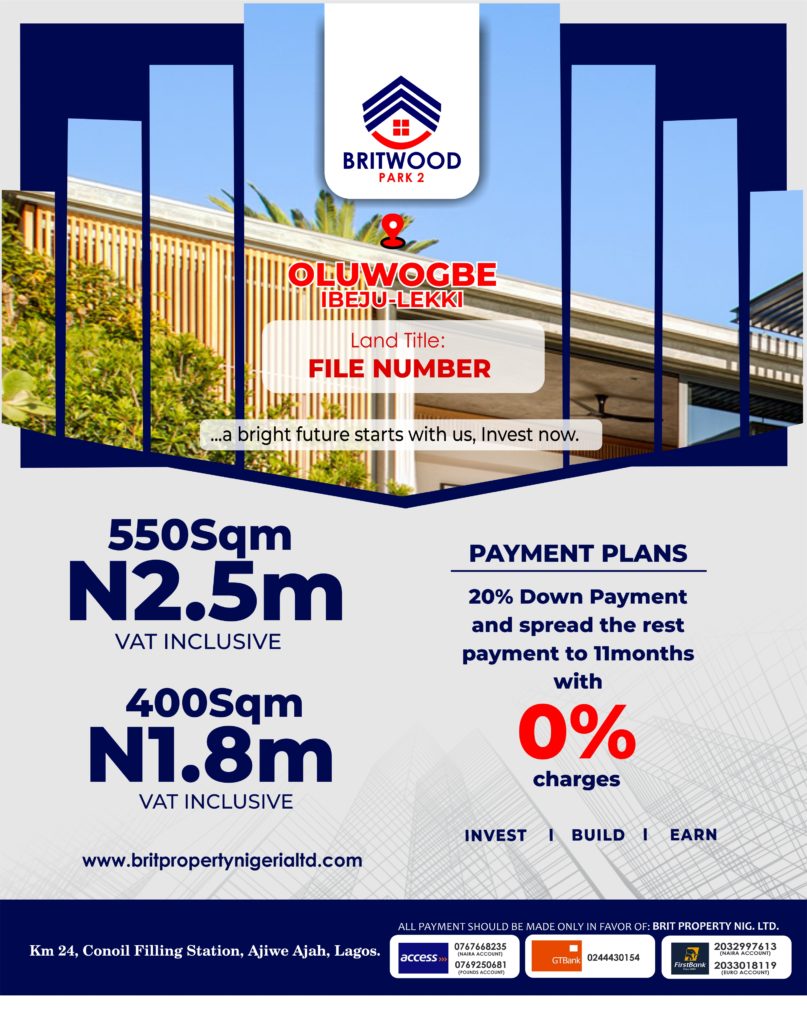 BRITWOOD
PARK 2
OLUWOGBE
IBEJU-LEKKI
Land Title:
FILE NUMBER
...a bright future starts with us, Invest now.
550Sqm
N2.5m
VAT INCLUSIVE
400Sqm
N1.8m
VAT INCLUSIVE
www.britpropertynigerialtd.com
PAYMENT PLANS
20% Down Payment
and spread the rest
payment to 11months
with
0%
charges
INVEST I BUILD I EARN
ALL PAYMENT SHOULD BE MADE ONLY IN FAVOR OF: BRIT PROPERTY NIG. LTD.
Km 24, Conoil Filling Station, Ajiwe Ajah, Lagos.
access
0767668235
(NAIRA ACCOUNT)
0769250681
(POUNDS ACCOUNT)
GTBank
0244430154
FirstBank
2032997613
(NAIRA ACCOUNT)
2033018119
(EURO ACCOUNT)